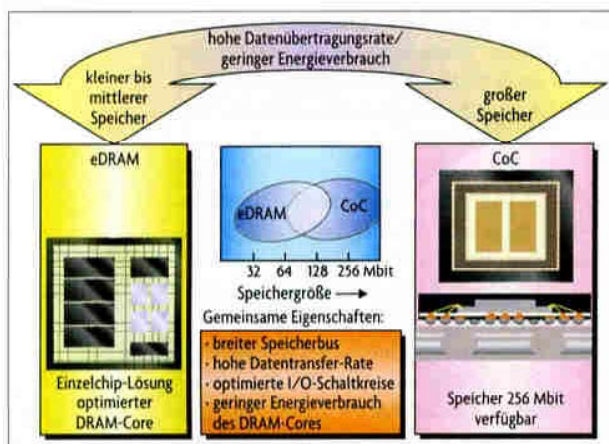 hohe Datenübertragungsrate/
geringer Energieverbrauch
kleiner bis
mittlerer
Speicher
großer
Speicher
eDRAM
Einzelchip-Lösung
optimierter
DRAM-Core
eDRAM
CoC
32 64 128 256 Mbit
Speichergröße →
Gemeinsame Eigenschaften:
· breiter Speicherbus
· hohe Datentransfer-Rate
· optimierte I/O-Schaltkreise
· geringer Energieverbrauch
des DRAM-Cores
CoC
Speicher 256 Mbit
verfügbar